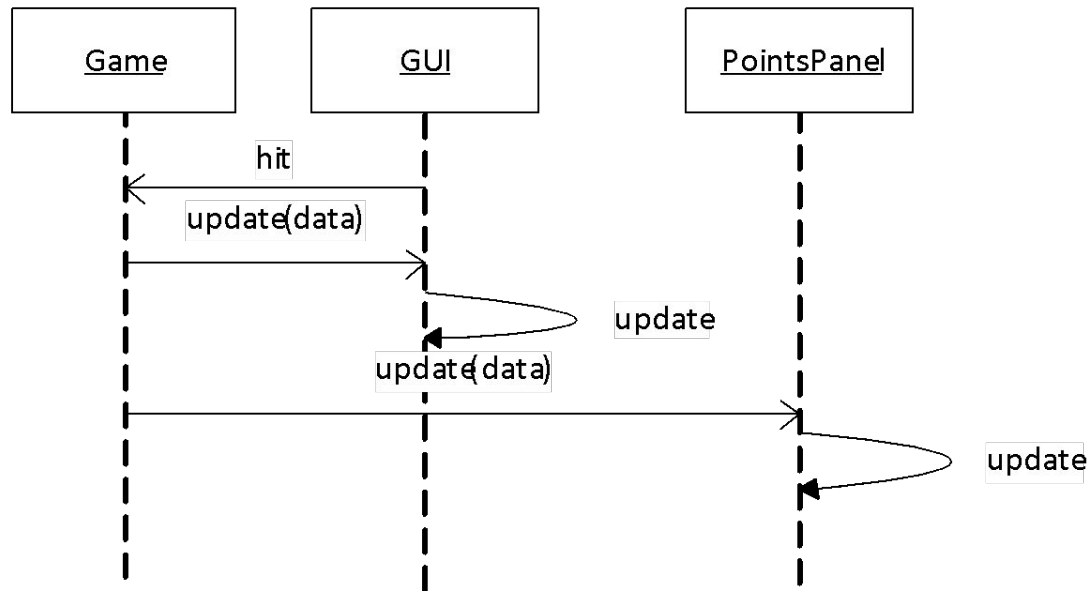 Game
GUI
PointsPanel
hit
update(data)
update
update(data)
update